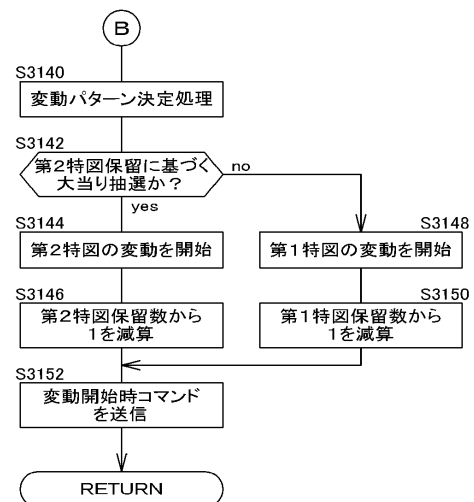 B
S3140
変動パターン決定処理
S3142
第2特図保留に基づく
大当り抽選か？
no
yes
S3144
第2特図の変動を開始
S3148
第1特図の変動を開始
S3146
第2特図保留数から
1を減算
S3150
第1特図保留数から
1を減算
S3152
変動開始時コマンド
を送信
RETURN